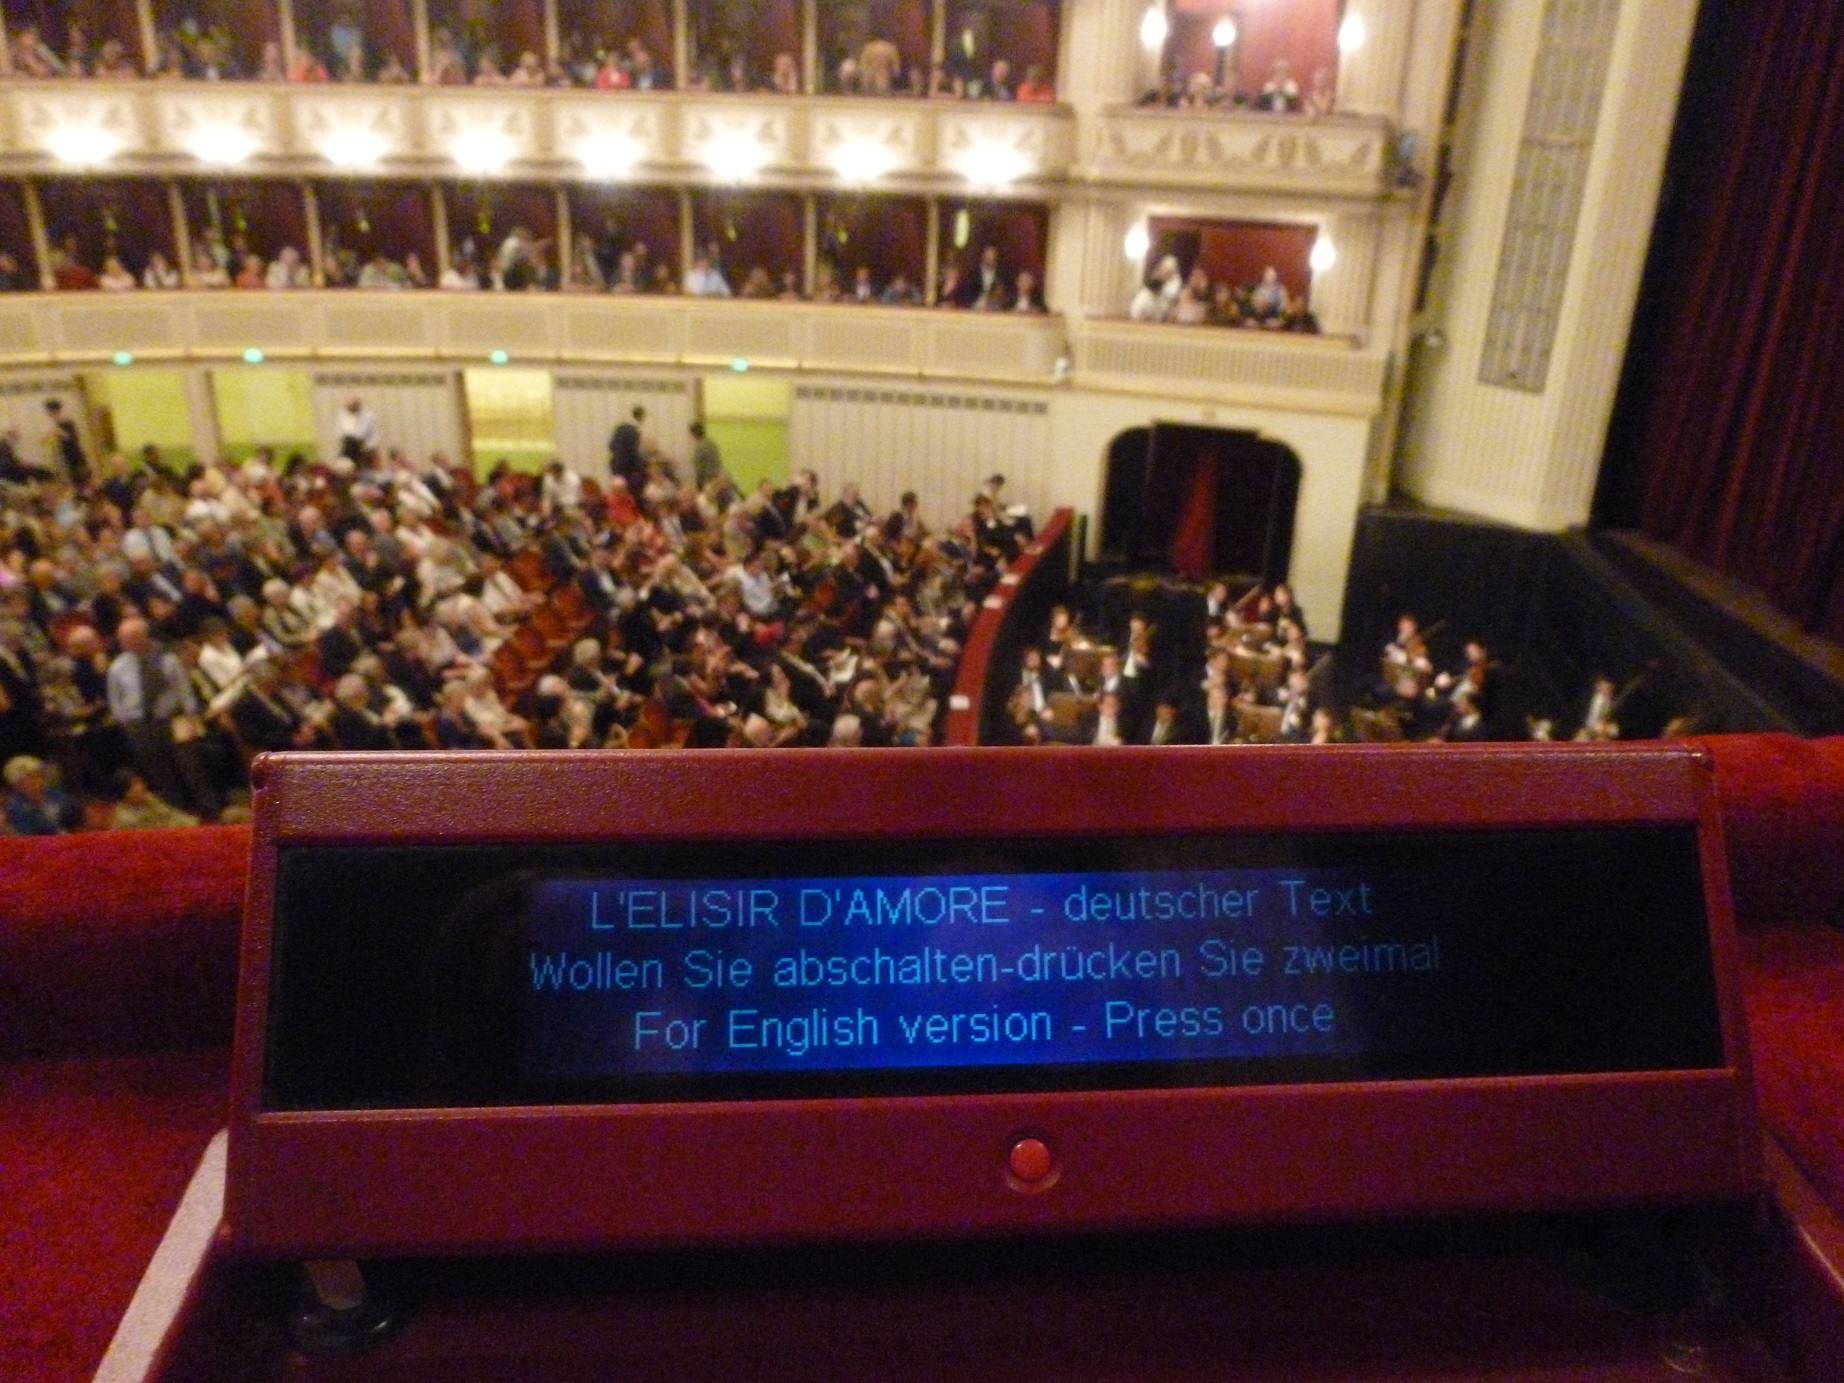 L'ELISIR D'AMORE - deutscher Text
Wollen Sie abschalten-drücken Sie zweimal
For English version - Press once